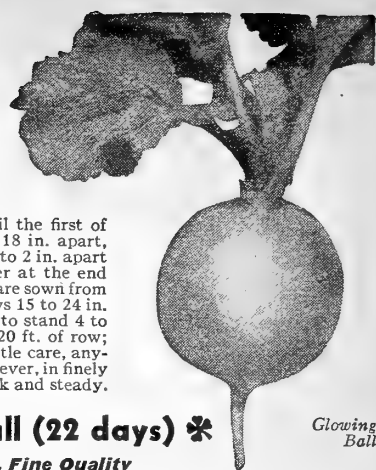 il the first of
18 in. apart,
to 2 in. apart
er at the end
are sown from
vs 15 to 24 in.
to stand 4 to
20 ft. of row;
tle care, any-
ever, in finely
k and steady.
ll (22 days) ✽
. Fine Quality
Glowing
Ball